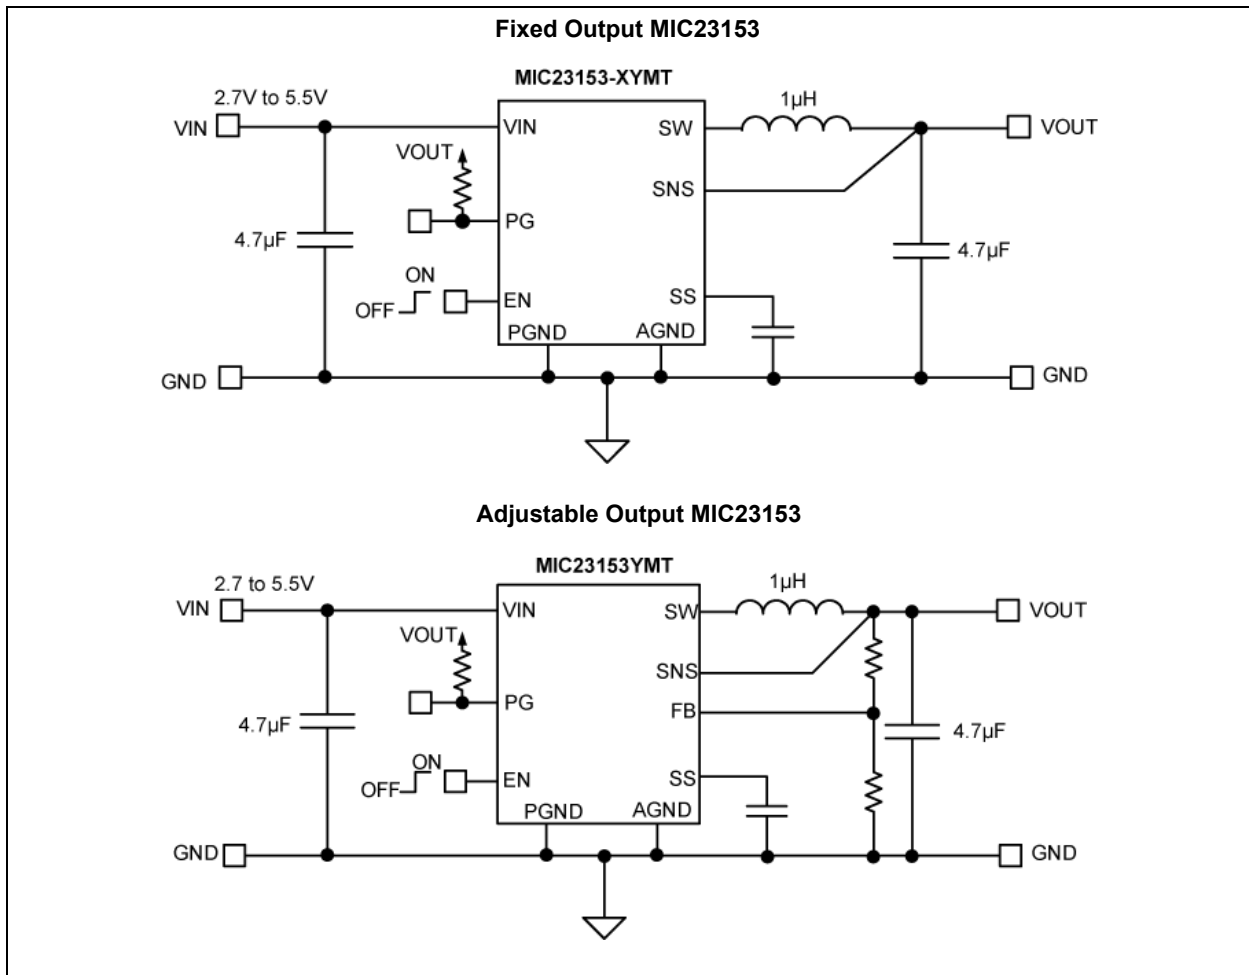 Fixed Output MIC23153
MIC23153-XYMT
2.7V to 5.5V
1µH
VIN
VIN
SW
VOUT
VOUT
SNS
PG
4.7µF
4.7µF
ON
OFF
EN
SS
PGND
AGND
GND
GND
Adjustable Output MIC23153
MIC23153YMT
2.7 to 5.5V
1µH
VIN
VIN
SW
VOUT
VOUT
SNS
PG
FB
4.7µF
4.7µF
ON
OFF
EN
SS
PGND
AGND
GND
GND